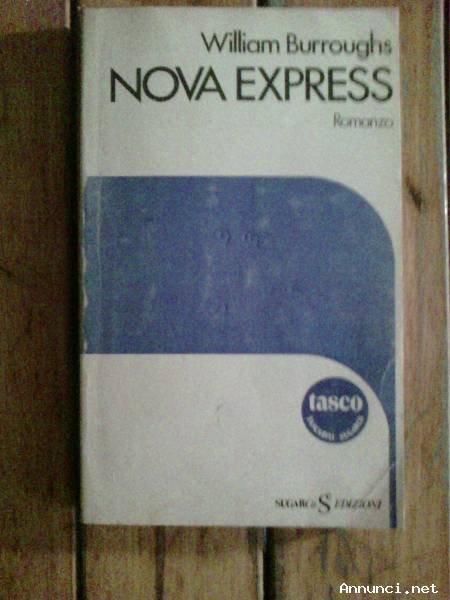 William Burroughs
NOVA EXPRESS
Romanzo
tasco
SUGARCo S EDIZIONI
Annunci.net